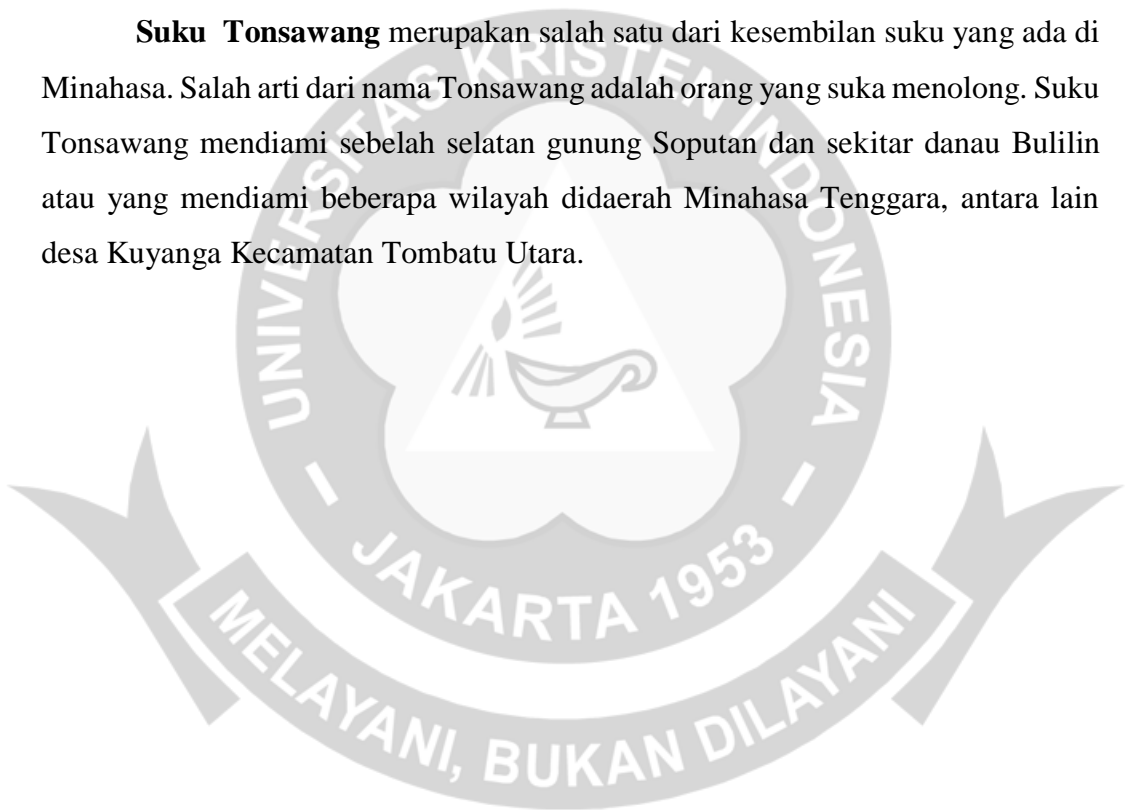 Suku Tonsawang merupakan salah satu dari kesembilan suku yang ada di
Minahasa. Salah arti dari nama Tonsawang adalah orang yang suka menolong. Suku
Tonsawang mendiami sebelah selatan gunung Soputan dan sekitar danau Bulilin
atau yang mendiami beberapa wilayah didaerah Minahasa Tenggara, antara lain
desa Kuyanga Kecamatan Tombatu Utara.
UNIVERSITAS KRISTEN INDONESIA
JAKARTA 1953
MELAYANI, BUKAN DILAYANI